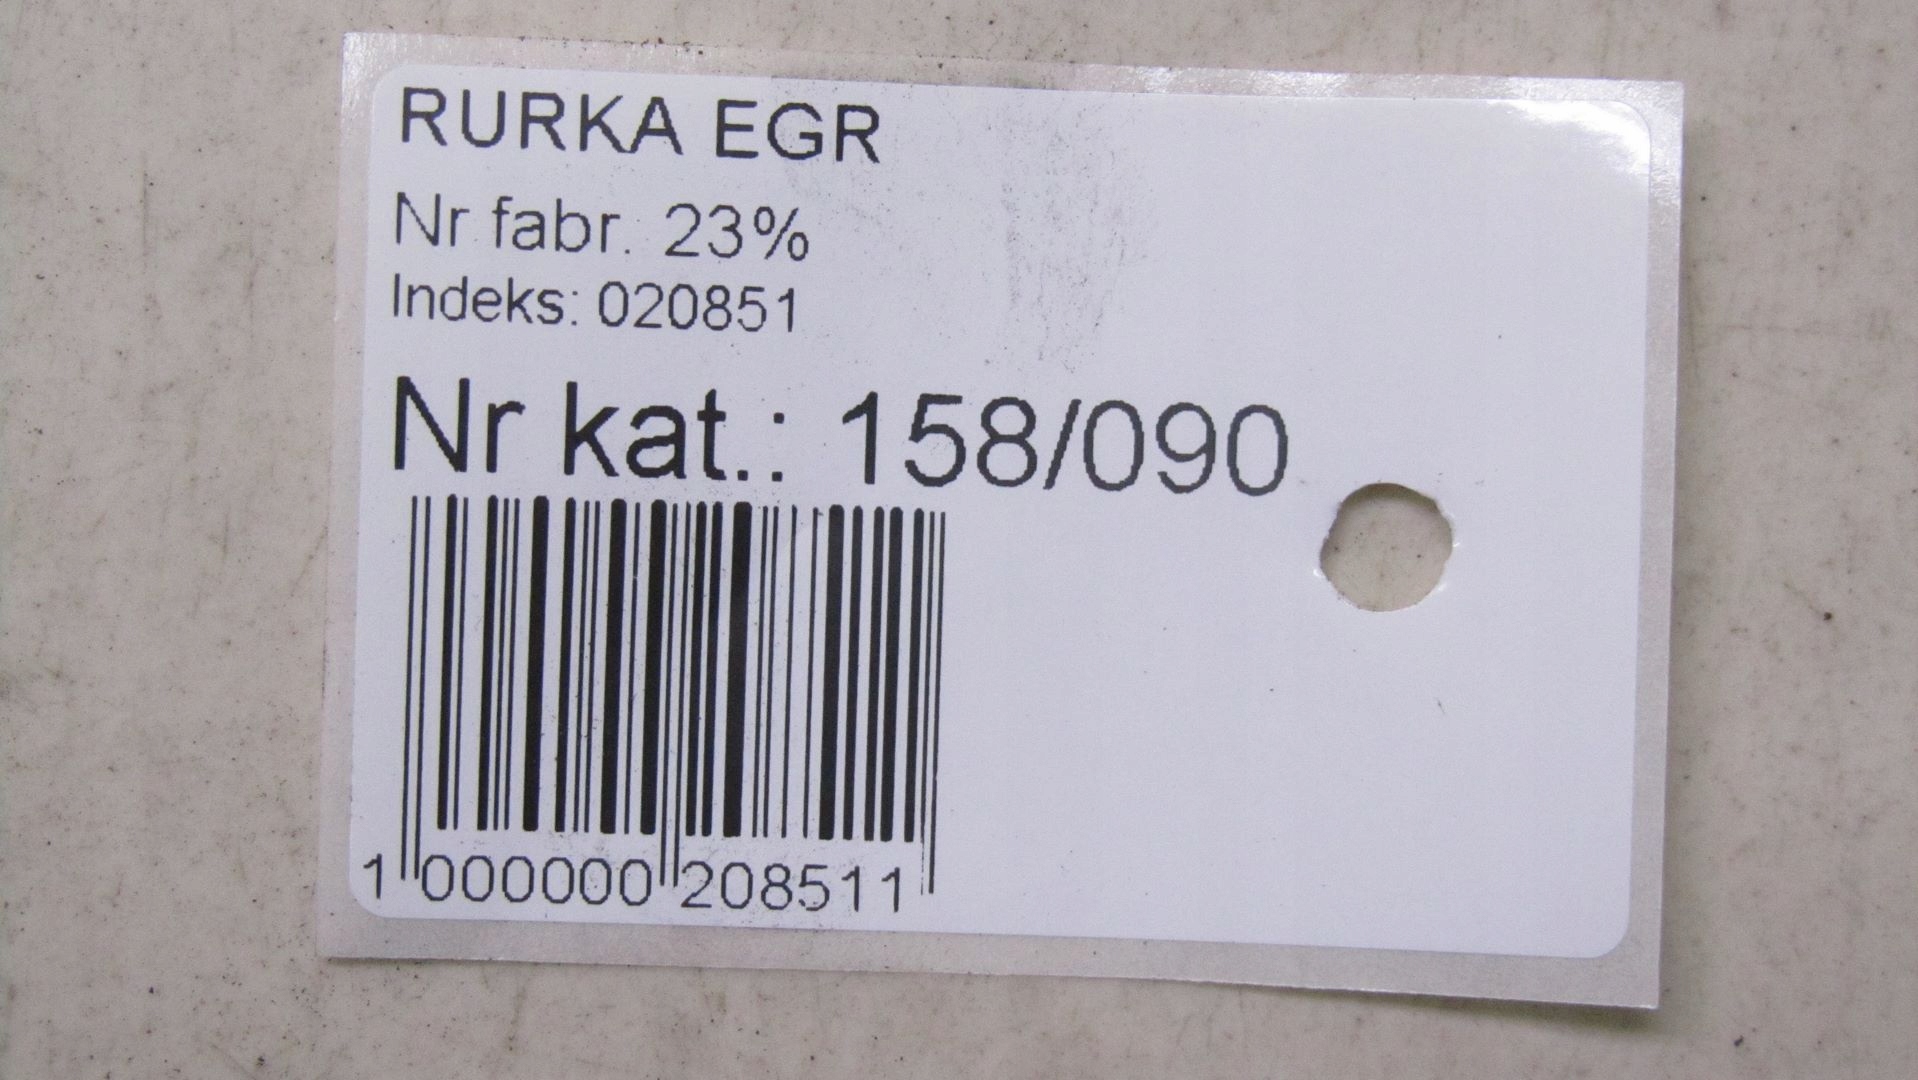 RURKA EGR
Nr fabr. 23%
Indeks: 020851
Nr kat.: 158/090
1 000000 208511